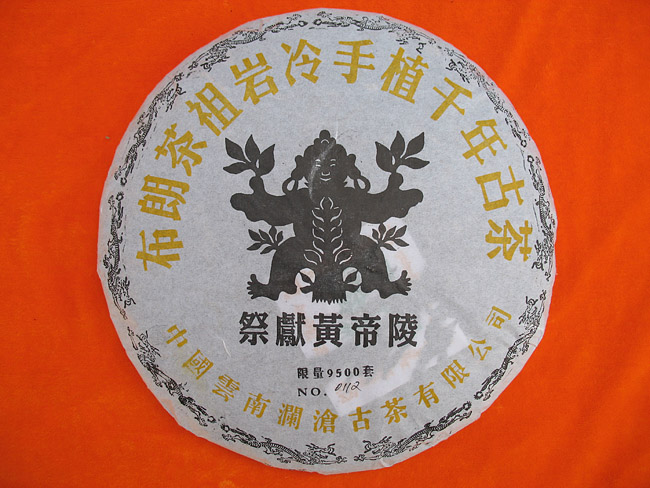 布朗茶祖岩冷手植千年古茶
祭獻黃帝陵
限量9500套
NO. 0112
中國雲南瀾滄古茶有限公司